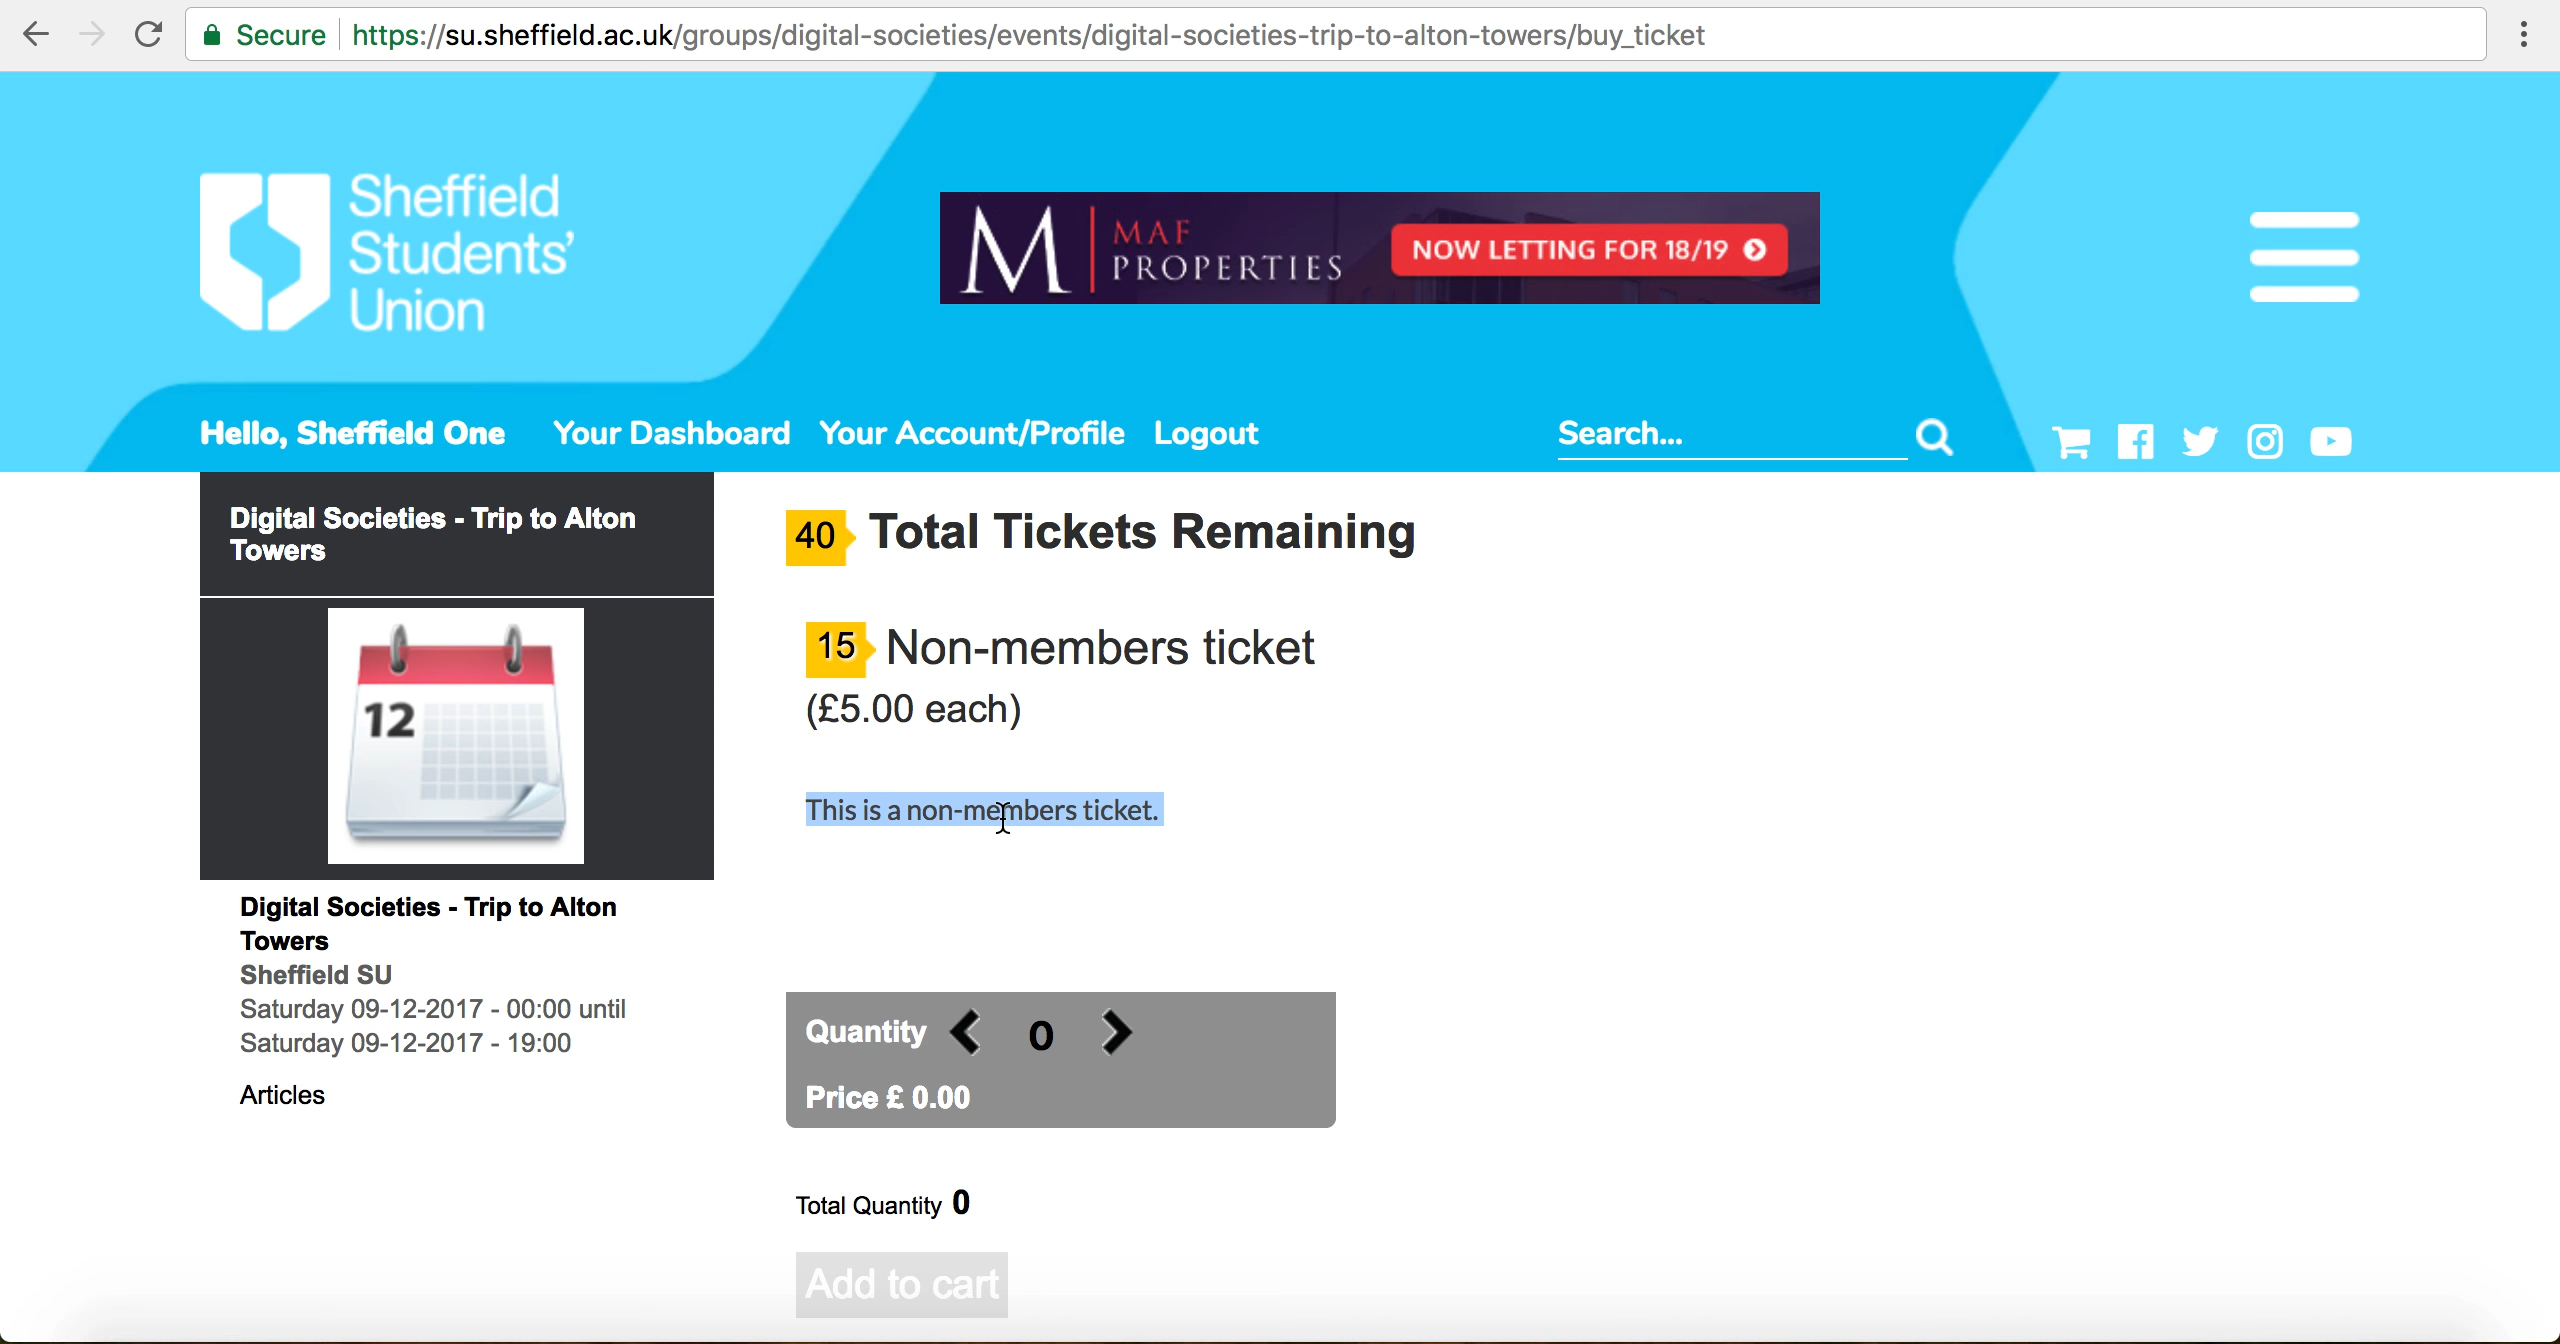 Secure https://su.sheffield.ac.uk/groups/digital-societies/events/digital-societies-trip-to-alton-towers/buy_ticket
Sheffield
Students'
Union
M MAF
PROPERTIES
NOW LETTING FOR 18/19
Hello, Sheffield One Your Dashboard Your Account/Profile Logout Search...
Digital Societies - Trip to Alton
Towers
12
Digital Societies - Trip to Alton
Towers
Sheffield SU
Saturday 09-12-2017 - 00:00 until
Saturday 09-12-2017 - 19:00
Articles
40 Total Tickets Remaining
15 Non-members ticket
(£5.00 each)
This is a non-members ticket.
Quantity 0
Price £ 0.00
Total Quantity 0
Add to cart